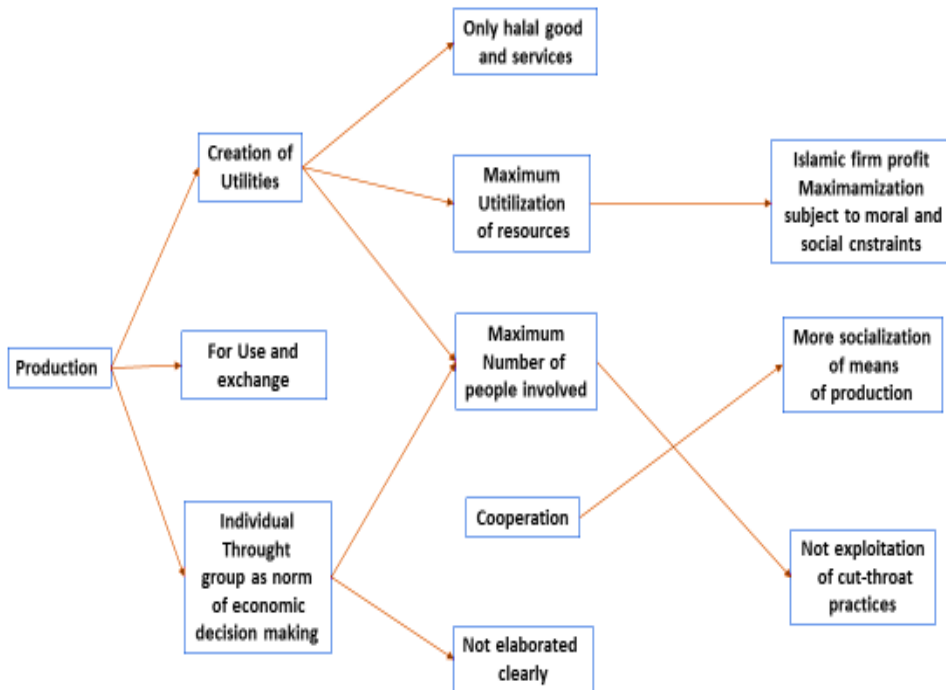 Only halal good
and services
Creation of
Utilities
Maximum
Utitilization
of resources
Islamic firm profit
Maximamization
subject to moral and
social cnstraints
Production
For Use and
exchange
Maximum
Number of
people involved
More socialization
of means
of production
Cooperation
Individual
Throught
group as norm
of economic
decision making
Not exploitation
of cut-throat
practices
Not elaborated
clearly